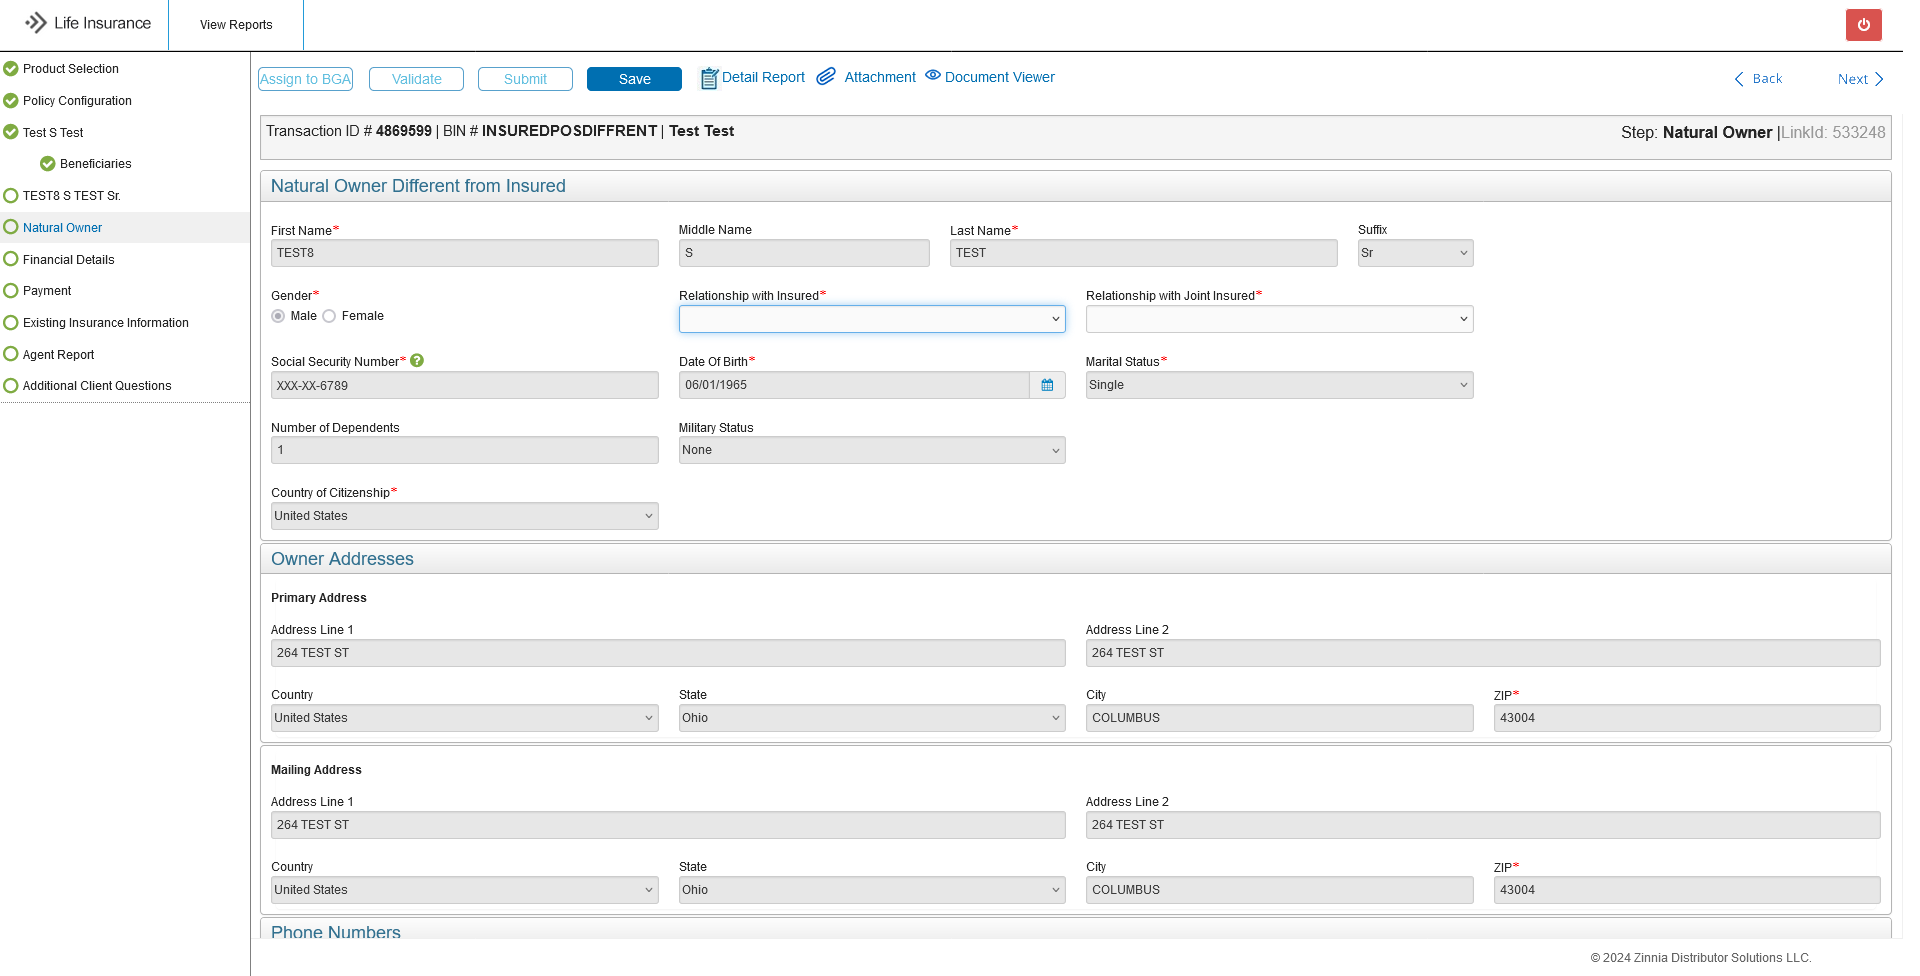 Life Insurance
View Reports
Product Selection
Policy Configuration
Test S Test
Beneficiaries
TEST8 S TEST Sr.
Natural Owner
Financial Details
Payment
Existing Insurance Information
Agent Report
Additional Client Questions
Assign to BGA Validate Submit Save Detail Report Attachment Document Viewer Back Next
Transaction ID # 4869599 | BIN # INSUREDPOSDIFFRENT | Test Test
Step: Natural Owner |LinkId: 533248
Natural Owner Different from Insured
First Name* Middle Name Last Name* Suffix
TEST8 S TEST Sr
Gender* Relationship with Insured* Relationship with Joint Insured*
Male Female
Social Security Number* ? Date Of Birth* Marital Status*
XXX-XX-6789 06/01/1965 Single
Number of Dependents Military Status
1 None
Country of Citizenship*
United States
Owner Addresses
Primary Address
Address Line 1 Address Line 2
264 TEST ST 264 TEST ST
Country State City ZIP*
United States Ohio COLUMBUS 43004
Mailing Address
Address Line 1 Address Line 2
264 TEST ST 264 TEST ST
Country State City ZIP*
United States Ohio COLUMBUS 43004
Phone Numbers
© 2024 Zinnia Distributor Solutions LLC.